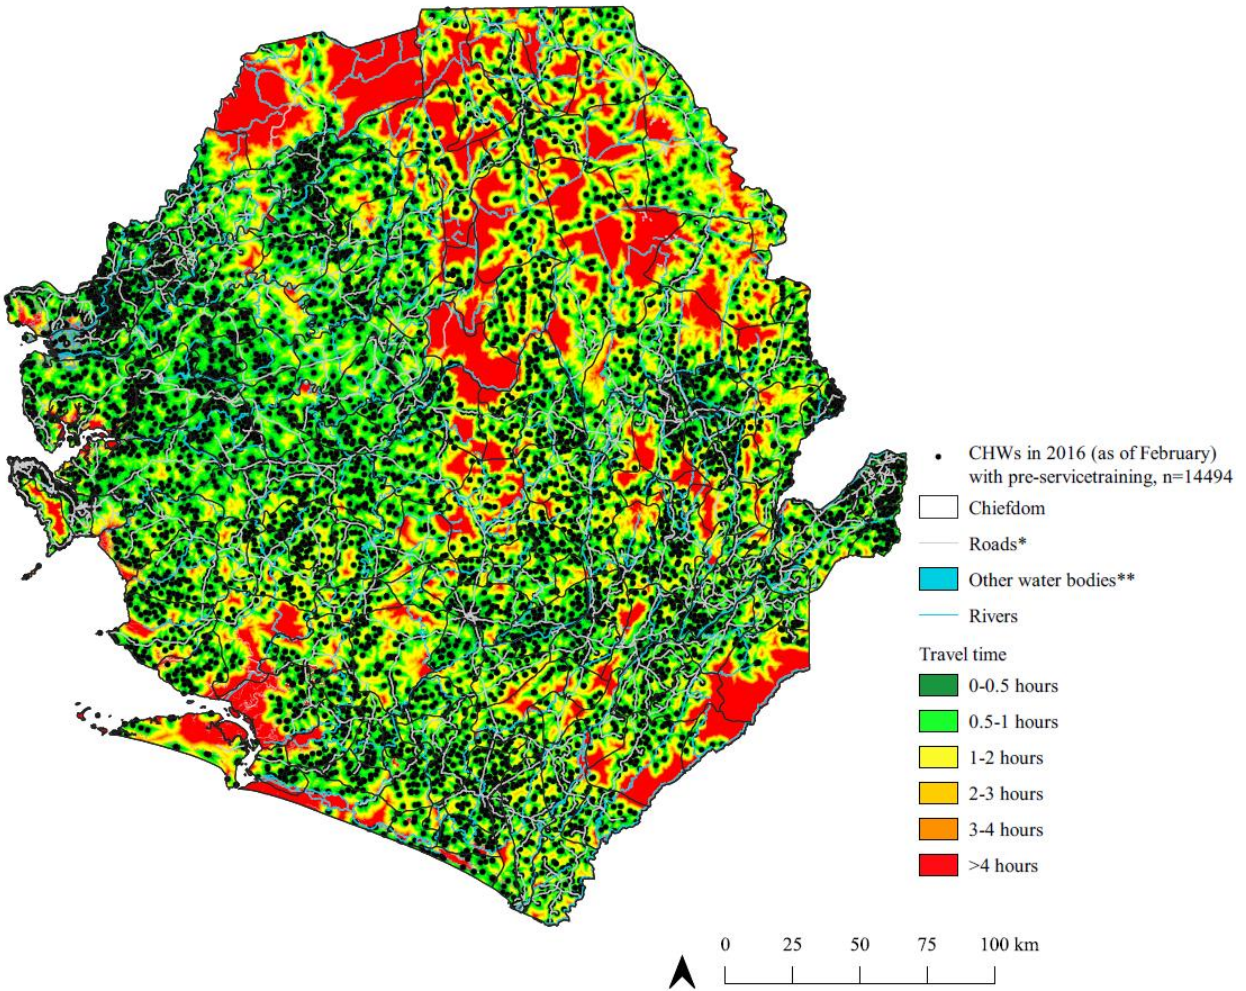 CHWs in 2016 (as of February)
with pre-servicetraining, n=14494
Chiefdom
Roads*
Other water bodies**
Rivers
Travel time
0-0.5 hours
0.5-1 hours
1-2 hours
2-3 hours
3-4 hours
>4 hours
0 25 50 75 100 km